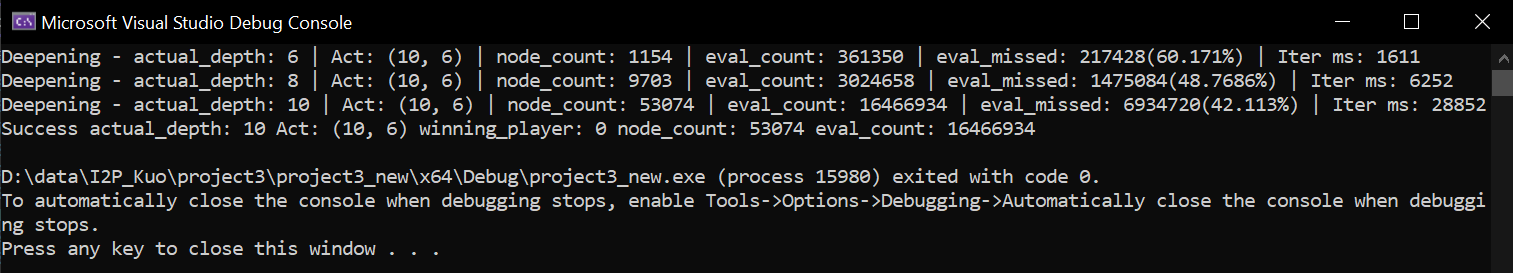 Microsoft Visual Studio Debug Console
Deepening - actual_depth: 6 | Act: (10, 6) | node_count: 1154 | eval_count: 361350 | eval_missed: 217428(60.171%) | Iter ms: 1611
Deepening - actual_depth: 8 | Act: (10, 6) | node_count: 9703 | eval_count: 3024658 | eval_missed: 1475084(48.7686%) | Iter ms: 6252
Deepening - actual_depth: 10 | Act: (10, 6) | node_count: 53074 | eval_count: 16466934 | eval_missed: 6934720(42.113%) | Iter ms: 28852
Success actual_depth: 10 Act: (10, 6) winning_player: 0 node_count: 53074 eval_count: 16466934
D:\data\I2P_Kuo\project3\project3_new\x64\Debug\project3_new.exe (process 15980) exited with code 0.
To automatically close the console when debugging stops, enable Tools->Options->Debugging->Automatically close the console when debuggi
ng stops.
Press any key to close this window . . .